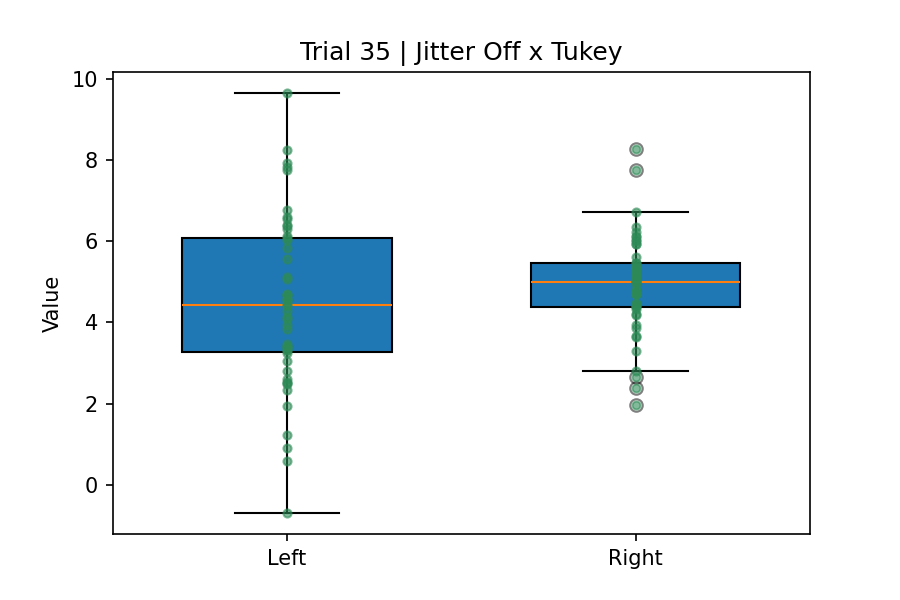 Trial 35 | Jitter Off x Tukey
10
8
6
4
2
0
Value
Left
Right